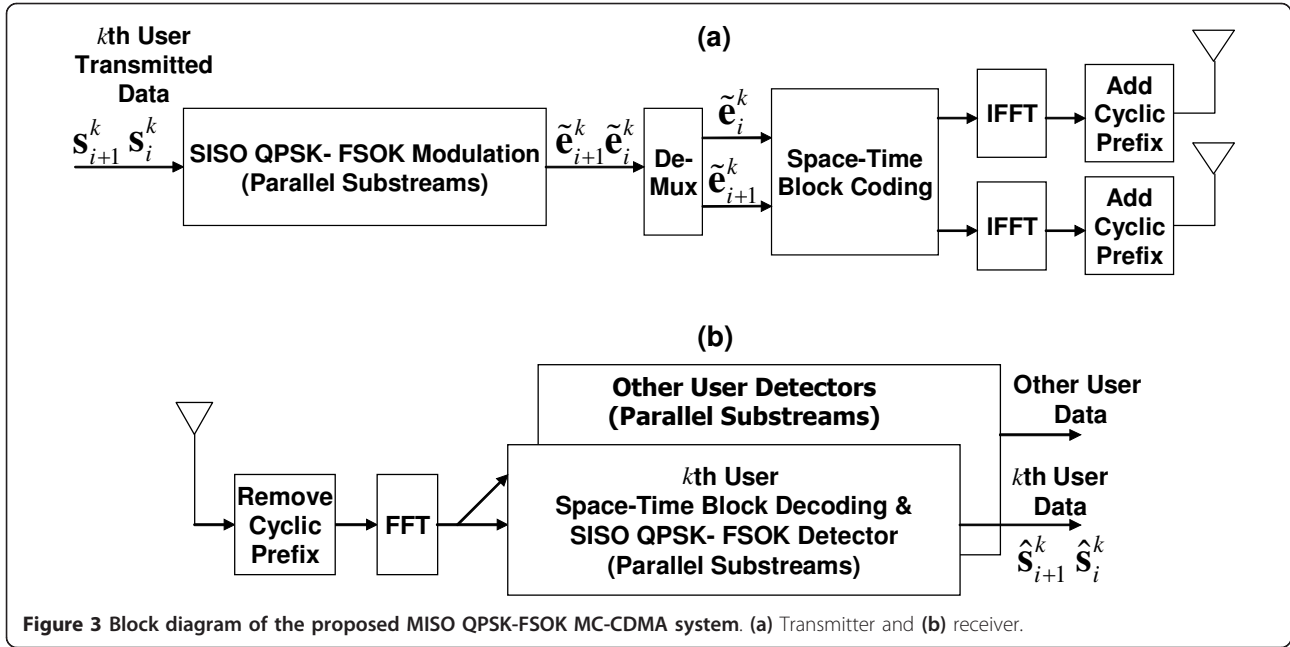 (a)
kth User
Transmitted
Data
s^k_{i+1} s^k_i
SISO QPSK- FSOK Modulation
(Parallel Substreams)
ẽ^k_{i+1} ẽ^k_i
De-
Mux
ẽ^k_i
ẽ^k_{i+1}
Space-Time
Block Coding
IFFT
Add
Cyclic
Prefix
IFFT
Add
Cyclic
Prefix
(b)
Other User Detectors
(Parallel Substreams)
Other User
Data
Remove
Cyclic
Prefix
FFT
kth User
Space-Time Block Decoding &
SISO QPSK- FSOK Detector
(Parallel Substreams)
kth User
Data
ŝ^k_{i+1} ŝ^k_i
Figure 3 Block diagram of the proposed MISO QPSK-FSOK MC-CDMA system. (a) Transmitter and (b) receiver.